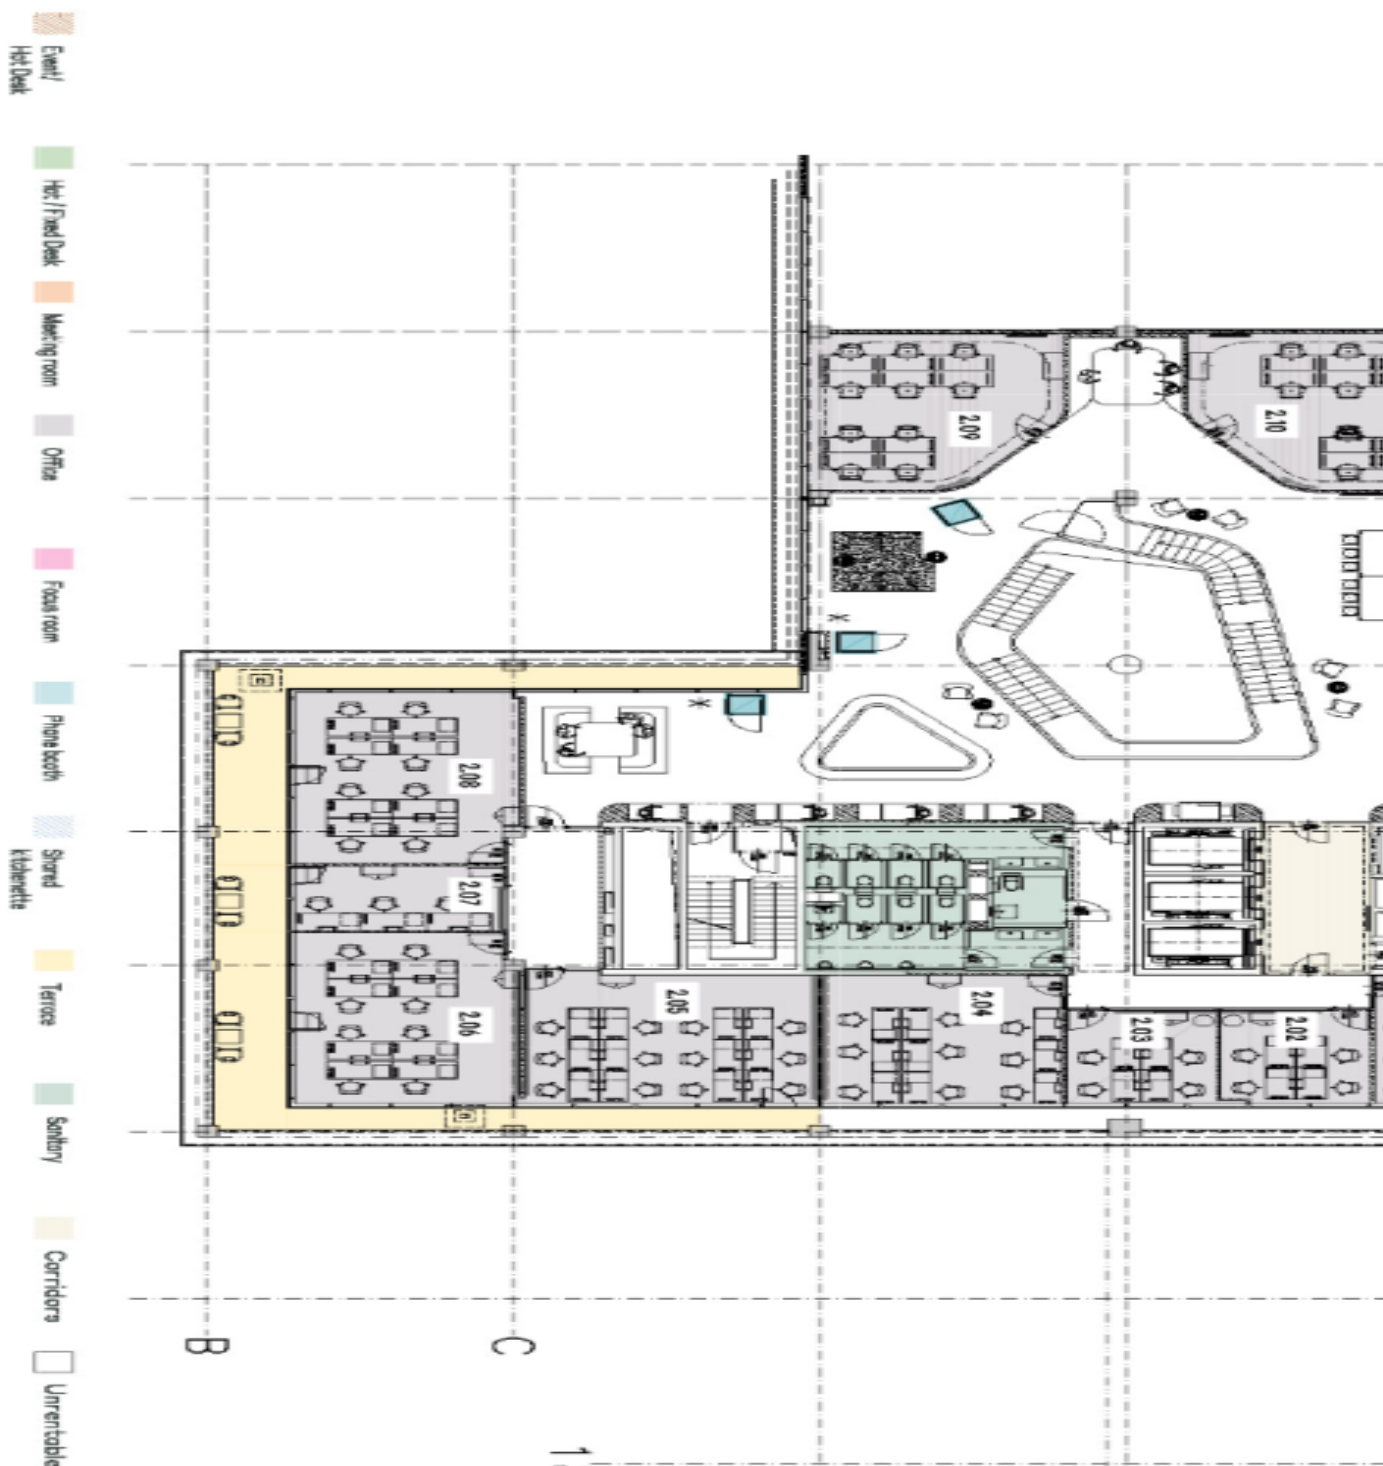 Event/
Hot Desk
Hot / Fixed Desk
Meeting room
Office
Focus room
Phone booth
Shared
kitchenette
Terrace
Sanitary
Corridors
Unrentable
2.09
2.10
2.08
2.07
2.06
2.05
2.04
2.03
2.02
B
C